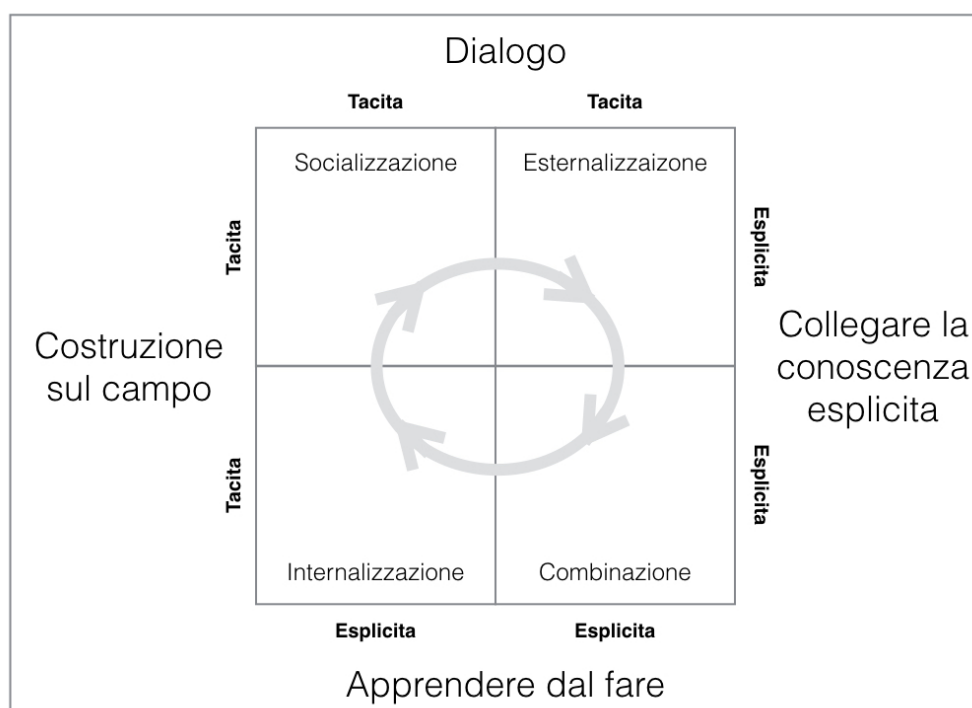 Dialogo
Tacita
Tacita
Socializzazione
Esternalizzaizone
Tacita
Esplicita
Costruzione
sul campo
Collegare la
conoscenza
esplicita
Tacita
Esplicita
Internalizzazione
Combinazione
Esplicita
Esplicita
Apprendere dal fare